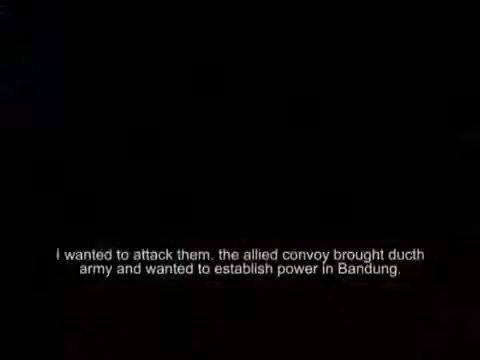 I wanted to attack them. the allied convoy brought ducth
army and wanted to establish power in Bandung.